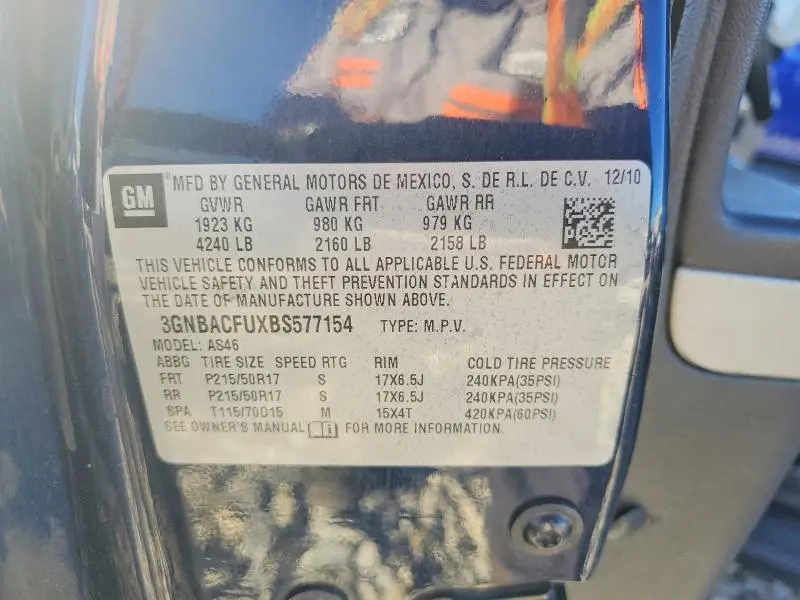 GM MFD BY GENERAL MOTORS DE MEXICO, S. DE R.L. DE C.V. 12/10
GVWR GAWR FRT GAWR RR
1923 KG 980 KG 979 KG
4240 LB 2160 LB 2158 LB
THIS VEHICLE CONFORMS TO ALL APPLICABLE U.S. FEDERAL MOTOR
VEHICLE SAFETY AND THEFT PREVENTION STANDARDS IN EFFECT ON
THE DATE OF MANUFACTURE SHOWN ABOVE.
3GNBACFUXBS577154 TYPE: M.P.V.
MODEL: AS46
ABBG TIRE SIZE SPEED RTG RIM COLD TIRE PRESSURE
FRT P215/50R17 S 17X6.5J 240KPA(35PSI)
RR P215/50R17 S 17X6.5J 240KPA(35PSI)
SPA T115/70D15 M 15X4T 420KPA(60PSI)
SEE OWNER'S MANUAL FOR MORE INFORMATION.